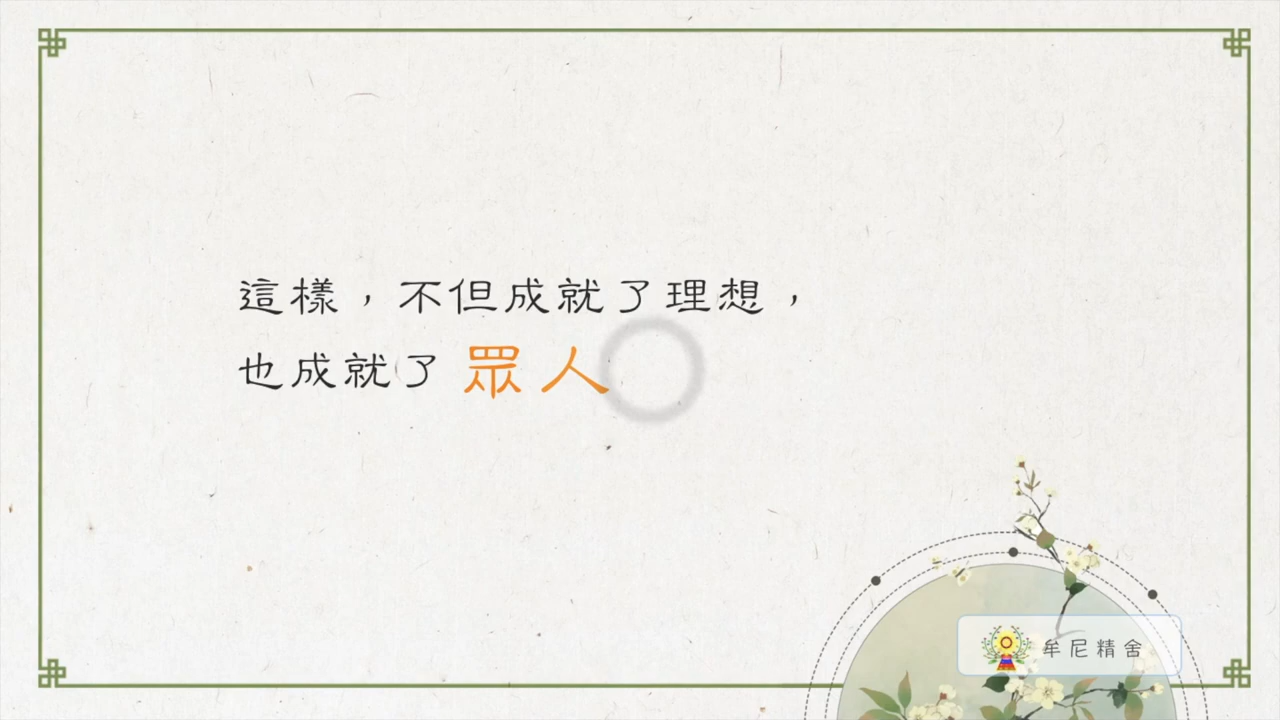 這樣，不但成就了理想，
也成就了眾人
牟尼精舍